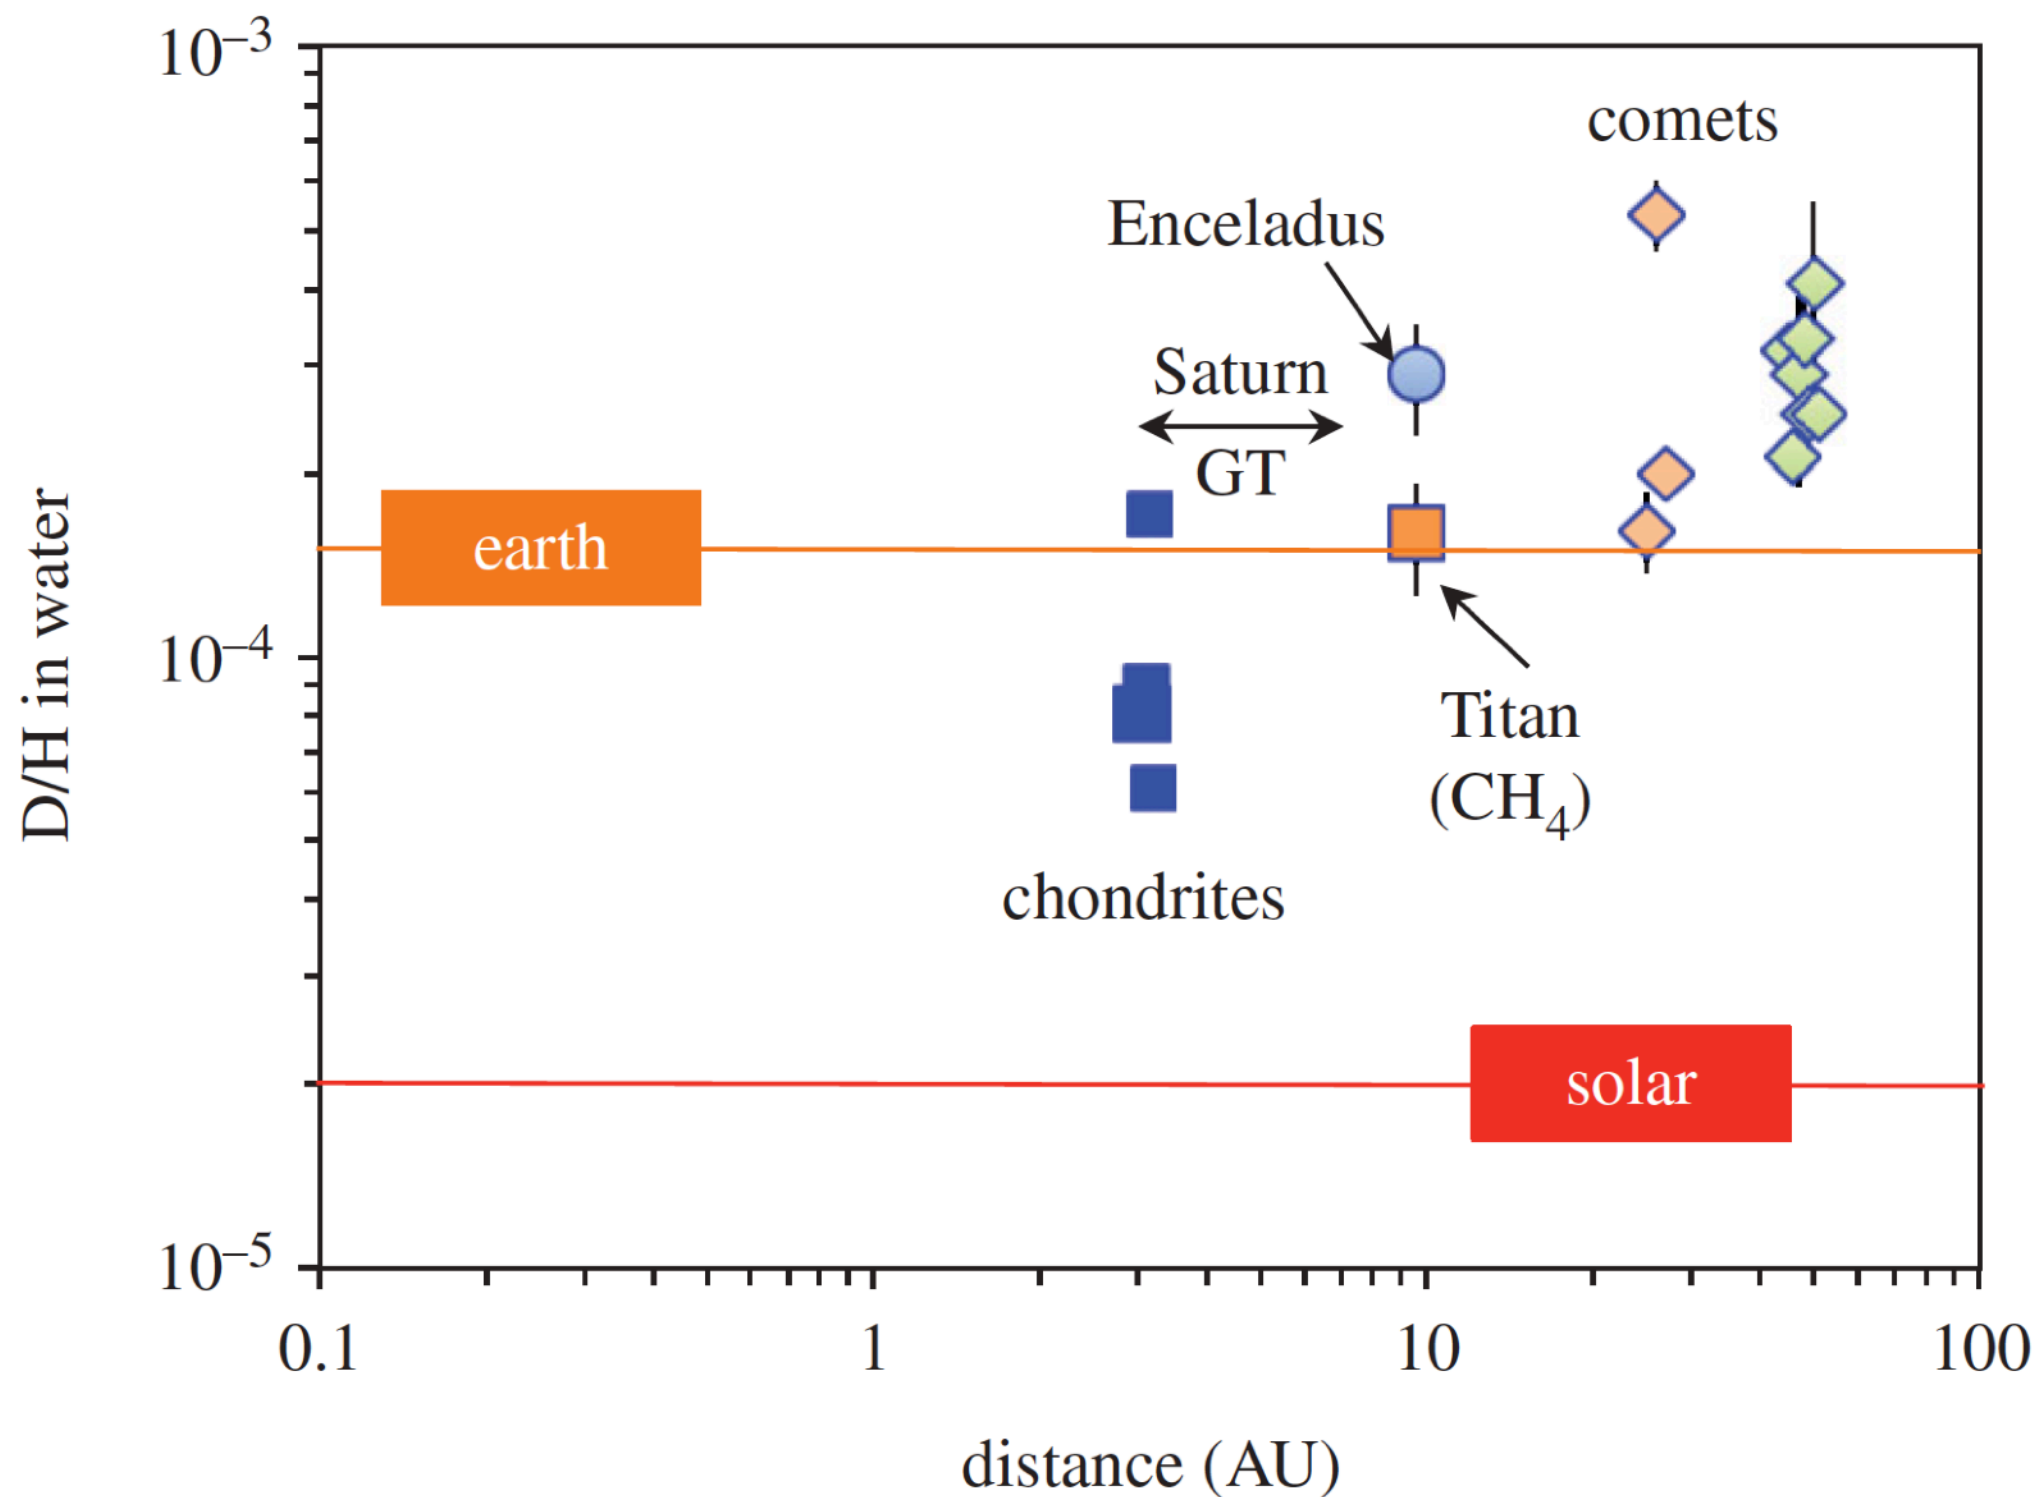 10⁻³
comets
Enceladus
Saturn
GT
earth
10⁻⁴
Titan
(CH₄)
chondrites
solar
10⁻⁵
0.1 1 10 100
D/H in water
distance (AU)